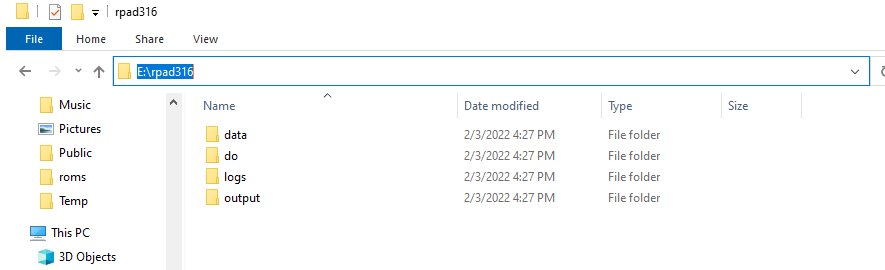 rpad316
File Home Share View
E:\rpad316
Name Date modified Type Size
Music
data 2/3/2022 4:27 PM File folder
Pictures
do 2/3/2022 4:27 PM File folder
Public
logs 2/3/2022 4:27 PM File folder
roms
output 2/3/2022 4:27 PM File folder
Temp
This PC
3D Objects